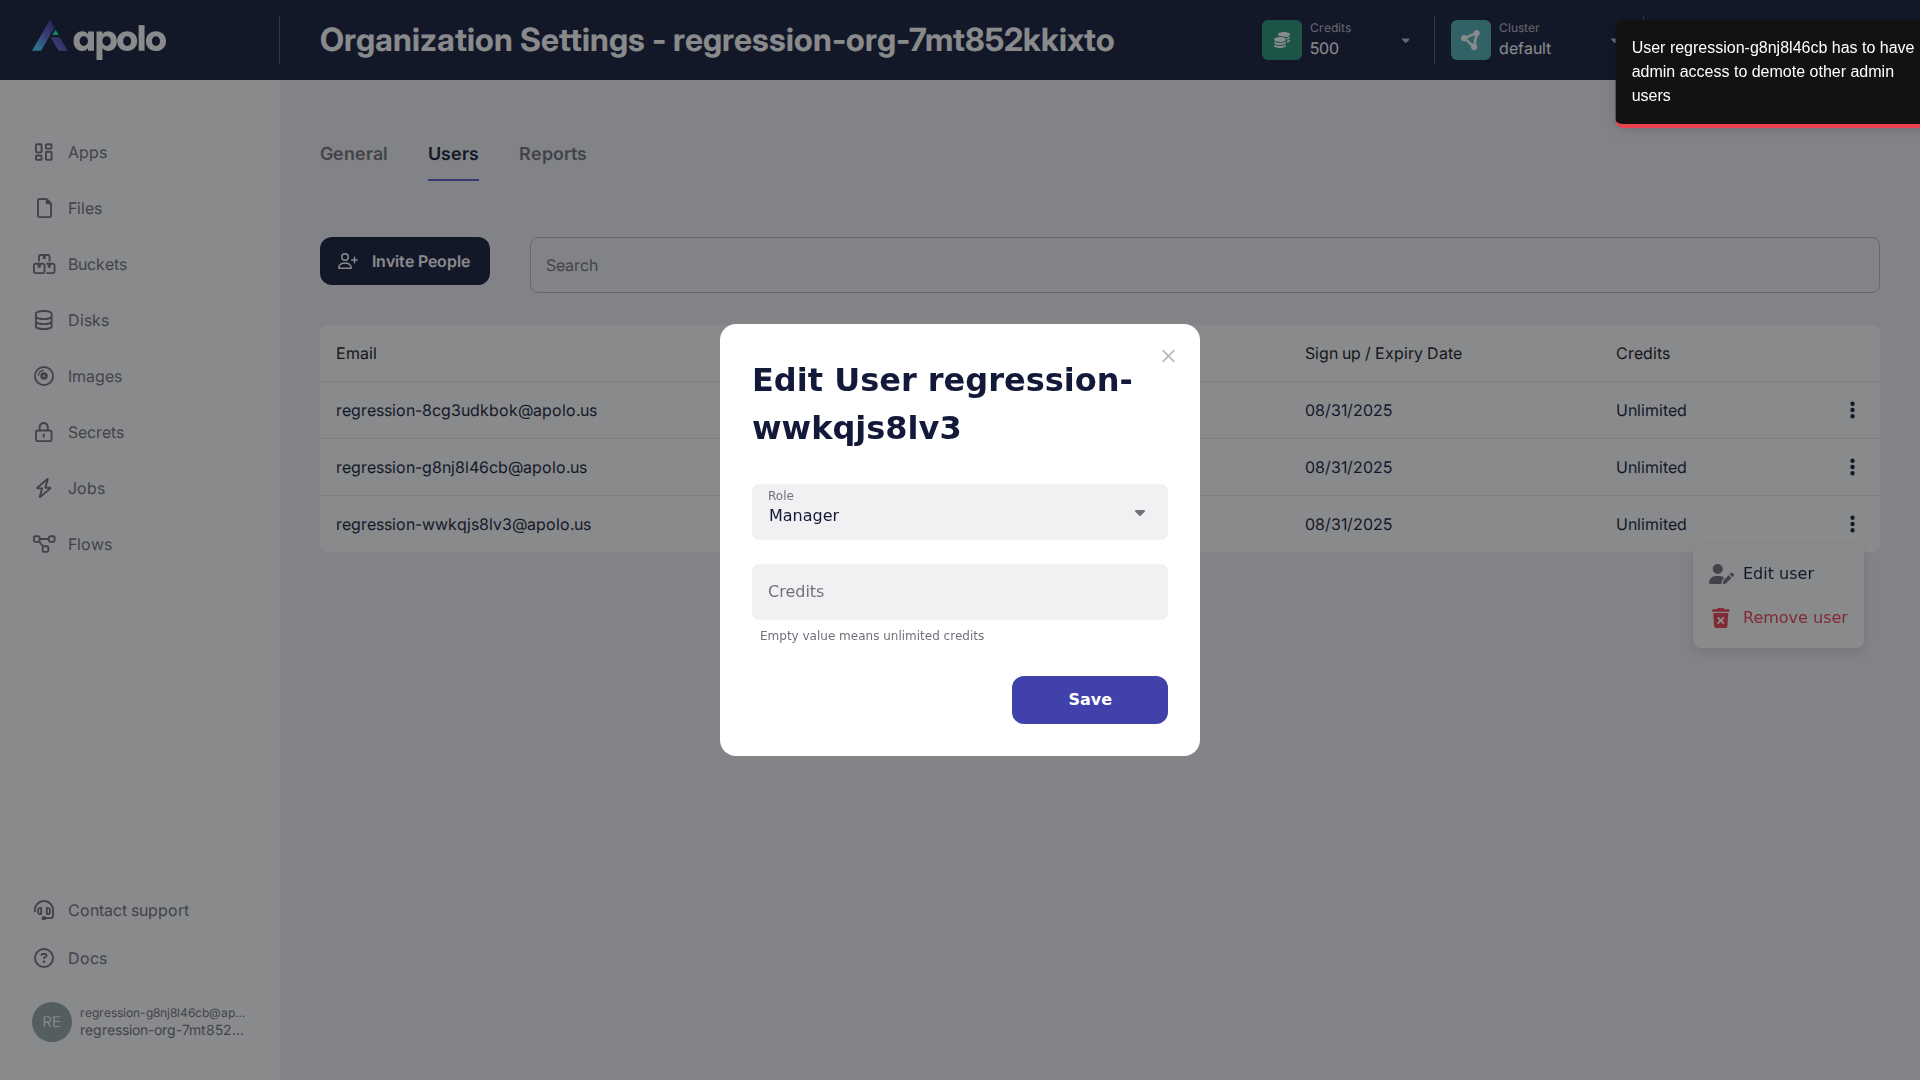 apolo
Organization Settings - regression-org-7mt852kkixto
Credits
500
Cluster
default
User regression-g8nj8l46cb has to have
admin access to demote other admin
users
Apps
Files
Buckets
Disks
Images
Secrets
Jobs
Flows
Contact support
Docs
RE
regression-g8nj8l46cb@ap...
regression-org-7mt852...
General
Users
Reports
Invite People
Search
Email
Sign up / Expiry Date
Credits
regression-8cg3udkbok@apolo.us
08/31/2025
Unlimited
regression-g8nj8l46cb@apolo.us
08/31/2025
Unlimited
regression-wwkqjs8lv3@apolo.us
08/31/2025
Unlimited
Edit user
Remove user
Edit User regression-
wwkqjs8lv3
Role
Manager
Credits
Empty value means unlimited credits
Save